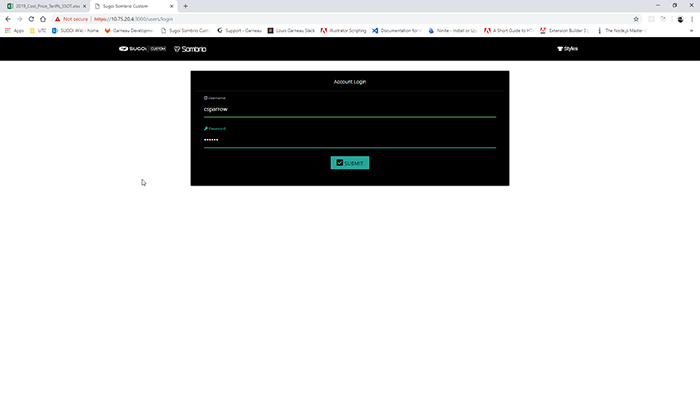 2019_Cost_Price_Tariffs_SSOT.xlsx
Sugoi Sombrio Custom
Not secure
https://10.75.20.4:3000/users/login
Apps
UTC
SUGOI Wiki - home
Garneau Developme
Sugoi Sombrio Cust
Support - Garneau
Louis Garneau Slack
Illustrator Scripting
Documentation for V
Ninite - Install or Up
A Short Guide to HT
Extension Builder 3
The Node.js Master
SUGOI CUSTOM
Sombrio
Styles
Account Login
Username
csparrow
Password
••••••
SUBMIT